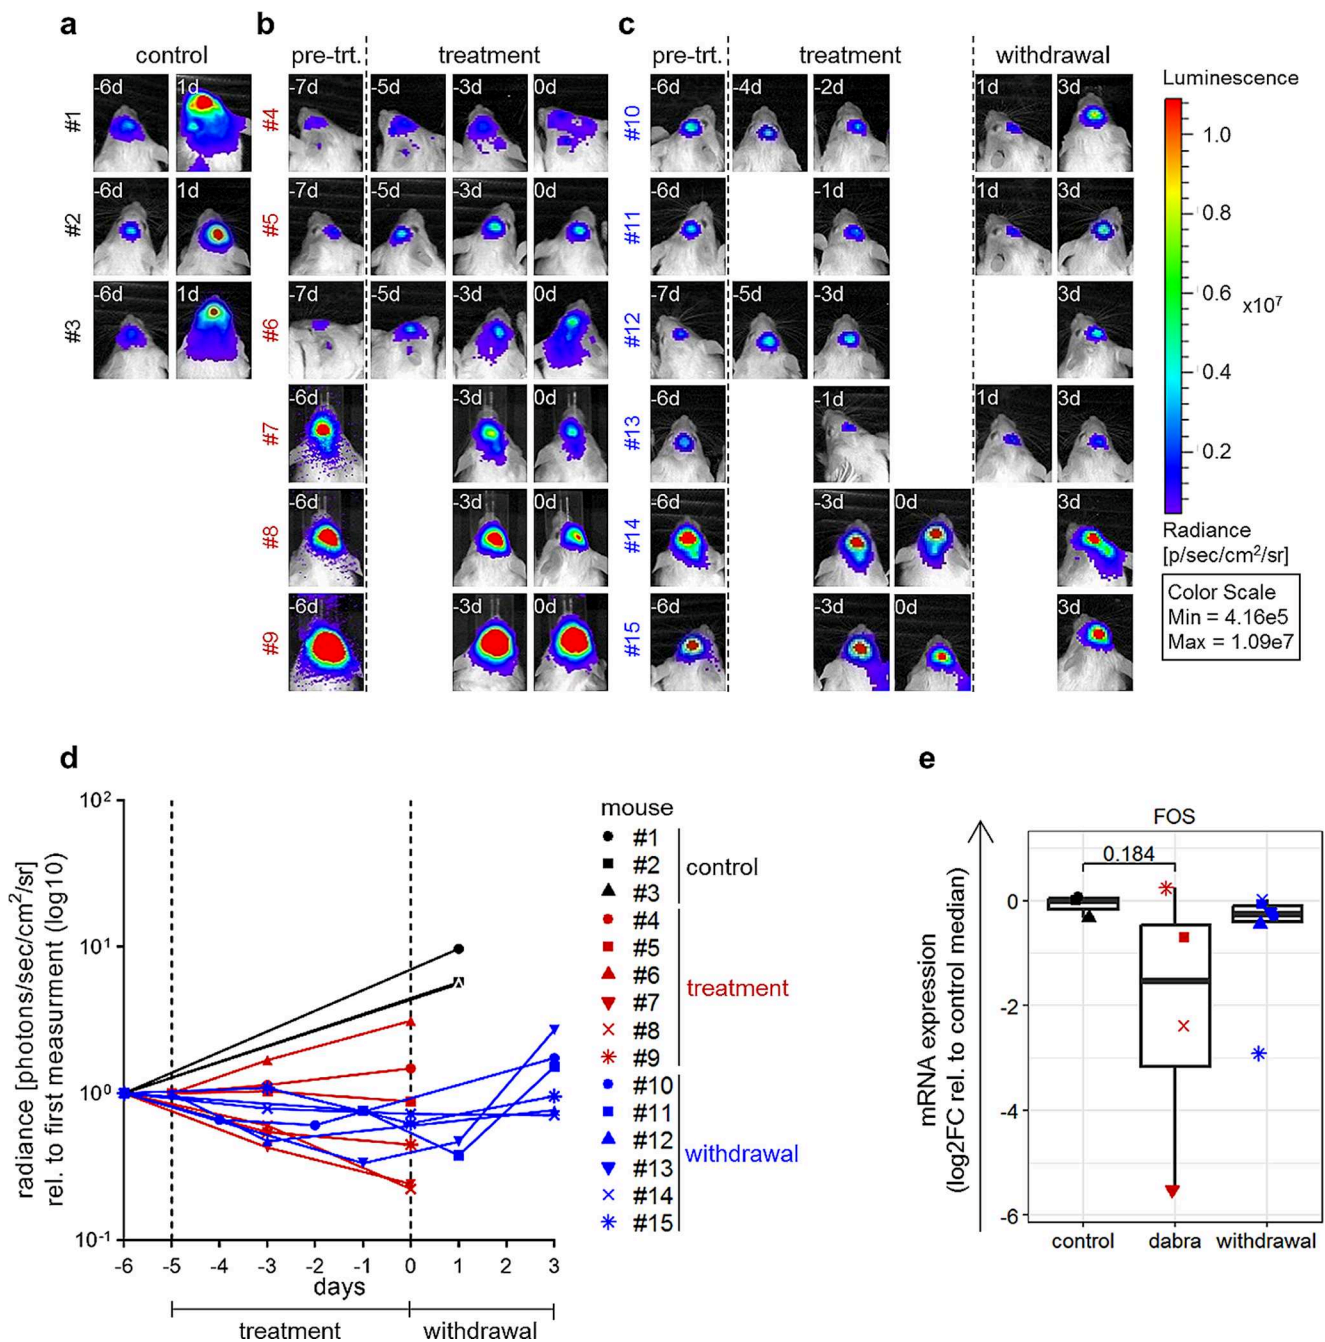 a
b
c
control
pre-trt.
treatment
pre-trt.
treatment
withdrawal
#1
-6d
1d
#4
-7d
-5d
-3d
0d
#10
-6d
-4d
-2d
1d
3d
#2
-6d
1d
#5
-7d
-5d
-3d
0d
#11
-6d
-1d
1d
3d
#3
-6d
1d
#6
-7d
-5d
-3d
0d
#12
-7d
-5d
-3d
3d
#7
-6d
-3d
0d
#13
-6d
-1d
1d
3d
#8
-6d
-3d
0d
#14
-6d
-3d
0d
3d
#9
-6d
-3d
0d
#15
-6d
-3d
0d
3d
Luminescence
1.0
0.8
0.6
x10⁷
0.4
0.2
Radiance
[p/sec/cm²/sr]
Color Scale
Min = 4.16e5
Max = 1.09e7
d
radiance [photons/sec/cm²/sr]
rel. to first measurment (log10)
10²
10¹
10⁰
10⁻¹
-6
-5
-4
-3
-2
-1
0
1
2
3
days
treatment
withdrawal
mouse
#1
#2
#3
control
#4
#5
#6
#7
#8
#9
treatment
#10
#11
#12
#13
#14
#15
withdrawal
e
FOS
0.184
mRNA expression
(log2FC rel. to control median)
0
-2
-4
-6
control
dabra
withdrawal